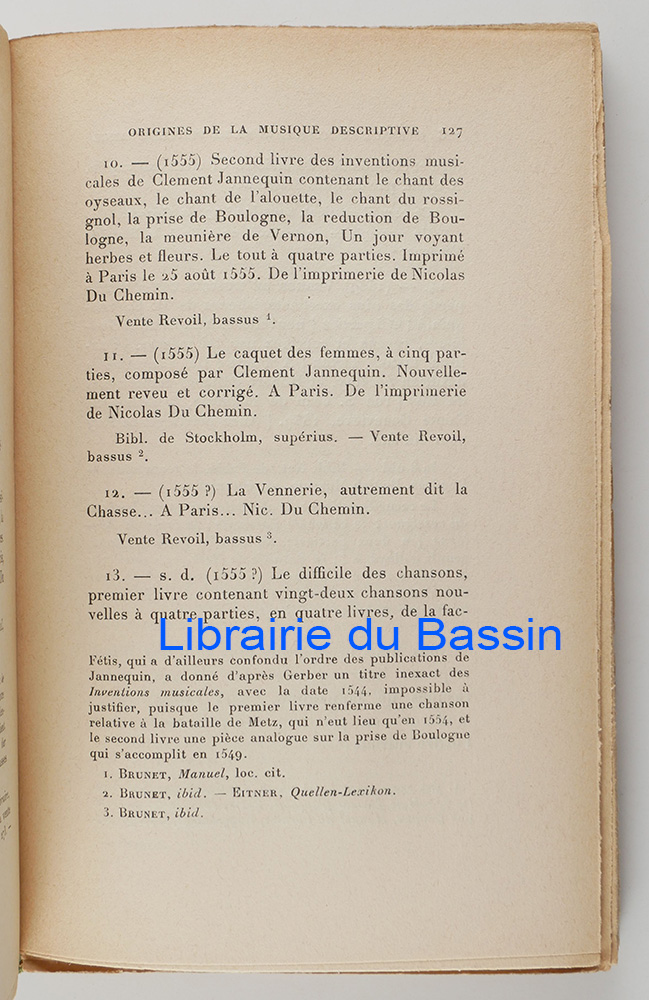 ORIGINES DE LA MUSIQUE DESCRIPTIVE 127
10. — (1555) Second livre des inventions musi-
cales de Clement Jannequin contenant le chant des
oyseaux, le chant de l'alouette, le chant du rossi-
gnol, la prise de Boulogne, la reduction de Bou-
logne, la meunière de Vernon, Un jour voyant
herbes et fleurs. Le tout à quatre parties. Imprimé
à Paris le 25 août 1555. De l'imprimerie de Nicolas
Du Chemin.
Vente Revoil, bassus 1.
11. — (1555) Le caquet des femmes, à cinq par-
ties, composé par Clement Jannequin. Nouvelle-
ment reveu et corrigé. A Paris. De l'imprimerie
de Nicolas Du Chemin.
Bibl. de Stockholm, supérius. — Vente Revoil,
bassus 2.
12. — (1555 ?) La Vennerie, autrement dit la
Chasse... A Paris... Nic. Du Chemin.
Vente Revoil, bassus 3.
13. — s. d. (1555 ?) Le difficile des chansons,
premier livre contenant vingt-deux chansons nou-
velles à quatre parties, en quatre livres, de la fac-
Librairie du Bassin
Fétis, qui a d'ailleurs confondu l'ordre des publications de
Jannequin, a donné d'après Gerber un titre inexact des
Inventions musicales, avec la date 1544, impossible à
justifier, puisque le premier livre renferme une chanson
relative à la bataille de Metz, qui n'eut lieu qu'en 1554, et
le second livre une pièce analogue sur la prise de Boulogne
qui s'accomplit en 1549.
1. BRUNET, Manuel, loc. cit.
2. BRUNET, ibid. — EITNER, Quellen-Lexikon.
3. BRUNET, ibid.